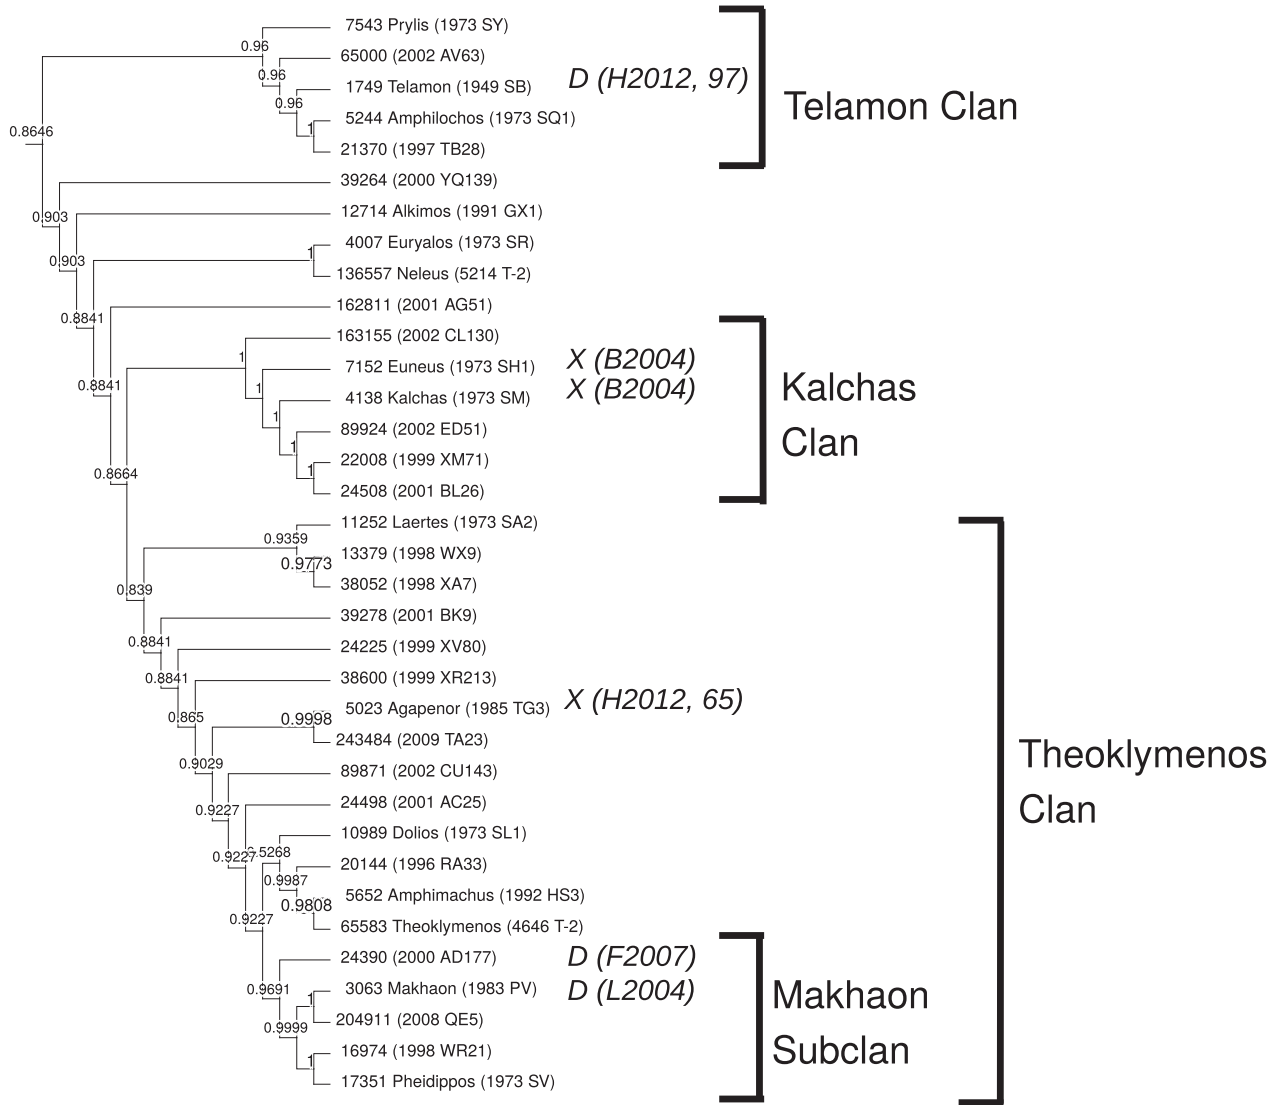 7543 Prylis (1973 SY)
0.96
65000 (2002 AV63)
0.96
1749 Telamon (1949 SB)
D (H2012, 97)
Telamon Clan
0.96
5244 Amphilochos (1973 SQ1)
1
0.8646
21370 (1997 TB28)
39264 (2000 YQ139)
0.903
12714 Alkimos (1991 GX1)
4007 Euryalos (1973 SR)
1
0.903
136557 Neleus (5214 T-2)
162811 (2001 AG51)
0.8841
163155 (2002 CL130)
1
7152 Euneus (1973 SH1)
X (B2004)
0.8841
1
4138 Kalchas (1973 SM)
X (B2004)
Kalchas
Clan
1
89924 (2002 ED51)
1
22008 (1999 XM71)
1
0.8664
24508 (2001 BL26)
11252 Laertes (1973 SA2)
0.9359
13379 (1998 WX9)
0.9773
38052 (1998 XA7)
0.839
39278 (2001 BK9)
0.8841
24225 (1999 XV80)
0.8841
38600 (1999 XR213)
5023 Agapenor (1985 TG3)
X (H2012, 65)
0.865
0.9998
243484 (2009 TA23)
0.9029
89871 (2002 CU143)
Theoklymenos
Clan
24498 (2001 AC25)
0.9227
10989 Dolios (1973 SL1)
0.9227
0.5268
20144 (1996 RA33)
0.9987
5652 Amphimachus (1992 HS3)
0.9808
0.9227
65583 Theoklymenos (4646 T-2)
24390 (2000 AD177)
D (F2007)
0.9691
3063 Makhaon (1983 PV)
D (L2004)
1
Makhaon
Subclan
204911 (2008 QE5)
0.9999
16974 (1998 WR21)
1
17351 Pheidippos (1973 SV)